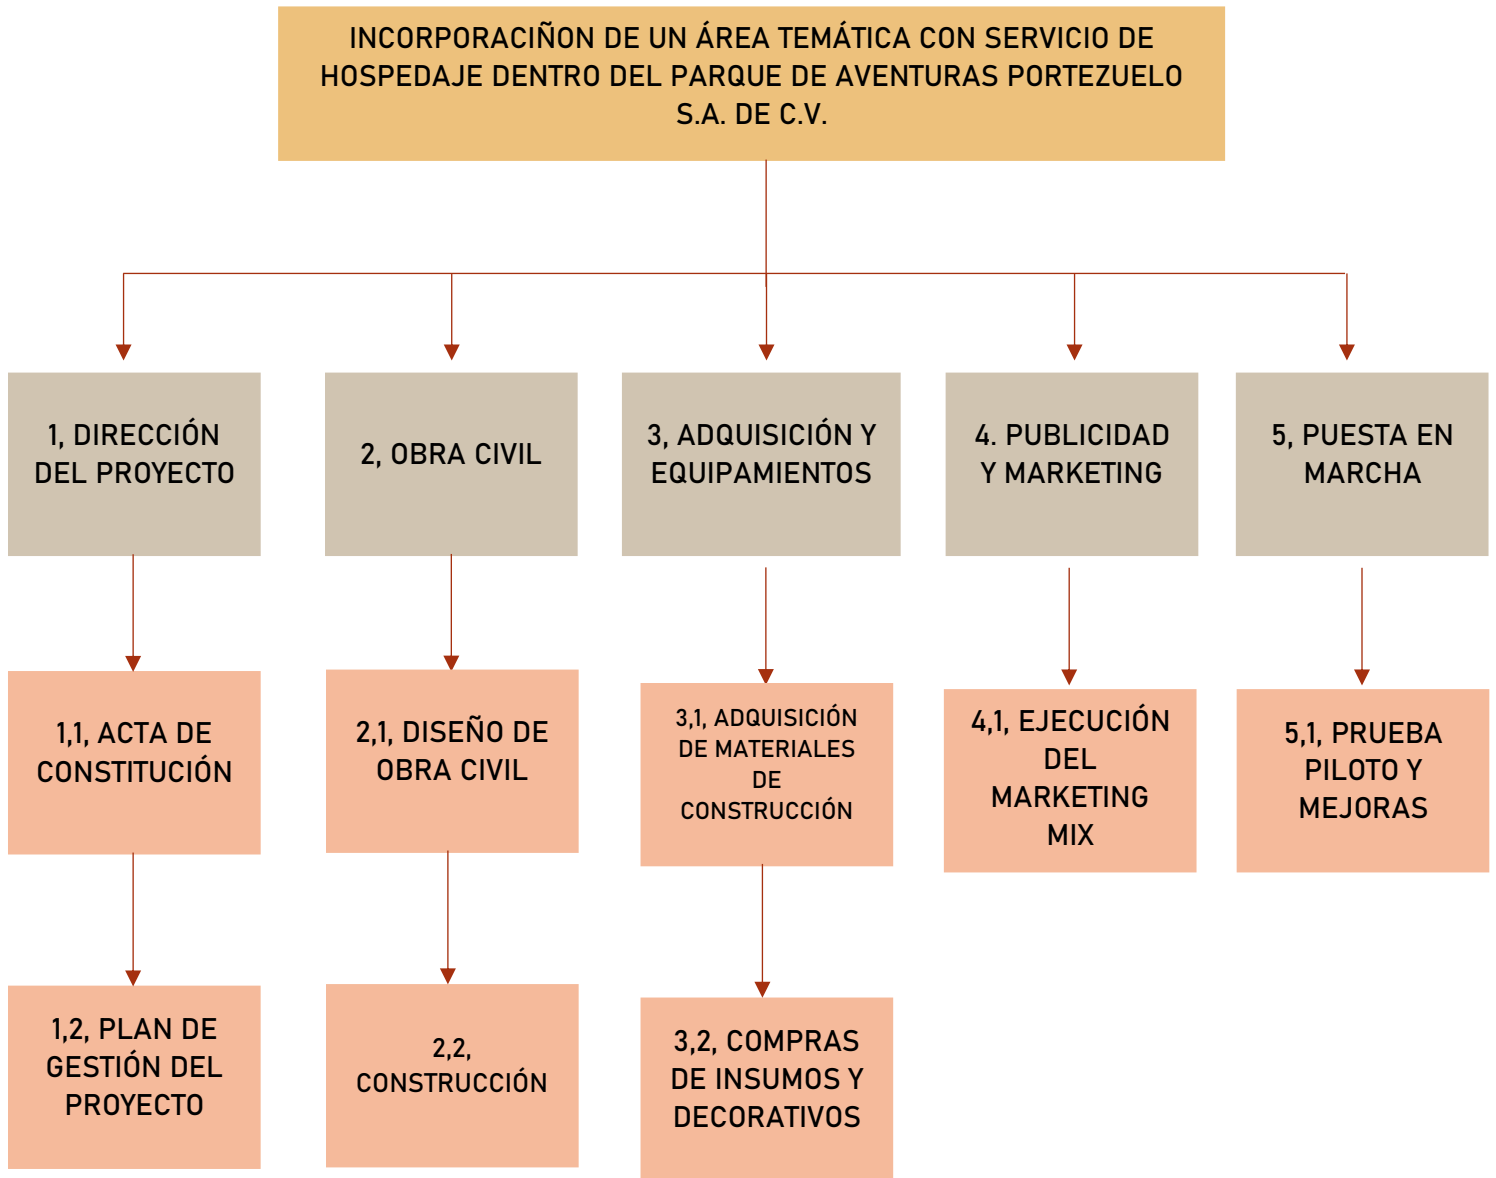 INCORPORACIÑON DE UN ÁREA TEMÁTICA CON SERVICIO DE
HOSPEDAJE DENTRO DEL PARQUE DE AVENTURAS PORTEZUELO
S.A. DE C.V.
1, DIRECCIÓN
DEL PROYECTO
2, OBRA CIVIL
3, ADQUISICIÓN Y
EQUIPAMIENTOS
4. PUBLICIDAD
Y MARKETING
5, PUESTA EN
MARCHA
1,1, ACTA DE
CONSTITUCIÓN
2,1, DISEÑO DE
OBRA CIVIL
3,1, ADQUISICIÓN
DE MATERIALES
DE
CONSTRUCCIÓN
4,1, EJECUCIÓN
DEL
MARKETING
MIX
5,1, PRUEBA
PILOTO Y
MEJORAS
1,2, PLAN DE
GESTIÓN DEL
PROYECTO
2,2,
CONSTRUCCIÓN
3,2, COMPRAS
DE INSUMOS Y
DECORATIVOS